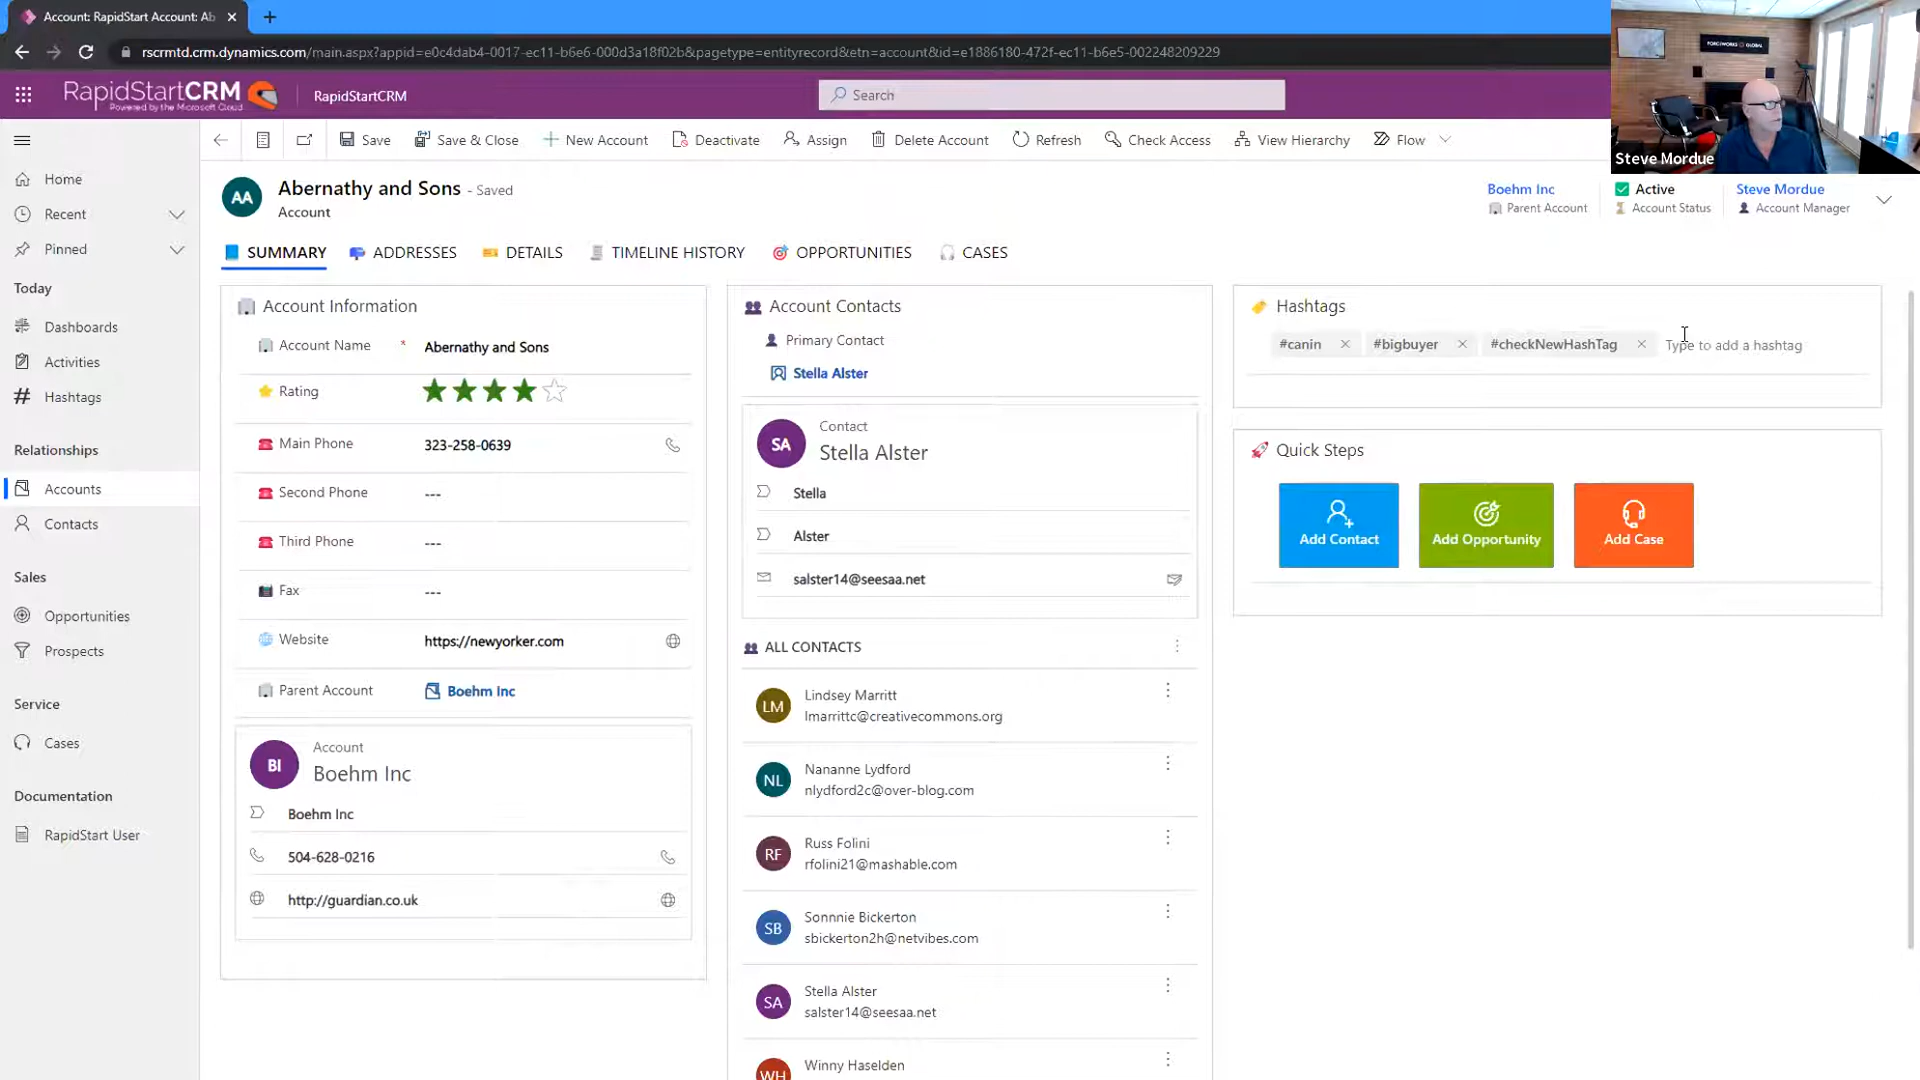 Account: RapidStart Account: Ab
rscrmtd.crm.dynamics.com/main.aspx?appid=e0c4dab4-0017-ec11-b6e6-000d3a18f02b&pagetype=entityrecord&etn=account&id=e1886180-472f-ec11-b6e5-002248209229
RapidStartCRM
Powered by the Microsoft Cloud
RapidStartCRM
Search
FORCEWORKS GLOBAL
Steve Mordue
Save
Save & Close
New Account
Deactivate
Assign
Delete Account
Refresh
Check Access
View Hierarchy
Flow
Home
Recent
Pinned
Today
Dashboards
Activities
Hashtags
Relationships
Accounts
Contacts
Sales
Opportunities
Prospects
Service
Cases
Documentation
RapidStart User
AA
Abernathy and Sons - Saved
Account
Boehm Inc
Parent Account
Active
Account Status
Steve Mordue
Account Manager
SUMMARY
ADDRESSES
DETAILS
TIMELINE HISTORY
OPPORTUNITIES
CASES
Account Information
Account Name * Abernathy and Sons
Rating
Main Phone 323-258-0639
Second Phone ---
Third Phone ---
Fax ---
Website https://newyorker.com
Parent Account Boehm Inc
BI
Account
Boehm Inc
Boehm Inc
504-628-0216
http://guardian.co.uk
Account Contacts
Primary Contact
Stella Alster
SA
Contact
Stella Alster
Stella
Alster
salster14@seesaa.net
ALL CONTACTS
LM
Lindsey Marritt
lmarrittc@creativecommons.org
NL
Nananne Lydford
nlydford2c@over-blog.com
RF
Russ Folini
rfolini21@mashable.com
SB
Sonnnie Bickerton
sbickerton2h@netvibes.com
SA
Stella Alster
salster14@seesaa.net
WH
Winny Haselden
Hashtags
#canin
#bigbuyer
#checkNewHashTag
Type to add a hashtag
Quick Steps
Add Contact
Add Opportunity
Add Case